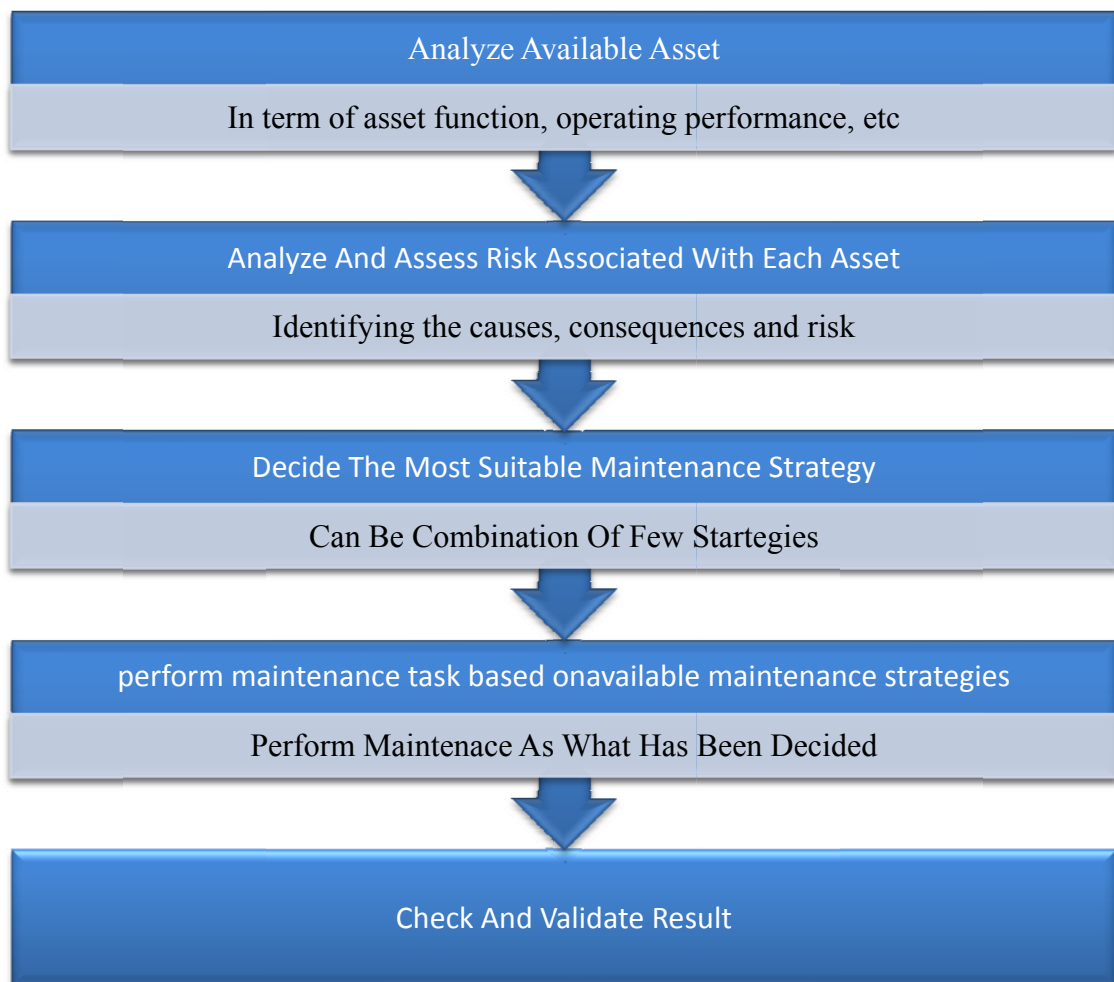 Analyze Available Asset
In term of asset function, operating performance, etc
Analyze And Assess Risk Associated With Each Asset
Identifying the causes, consequences and risk
Decide The Most Suitable Maintenance Strategy
Can Be Combination Of Few Startegies
perform maintenance task based onavailable maintenance strategies
Perform Maintenace As What Has Been Decided
Check And Validate Result